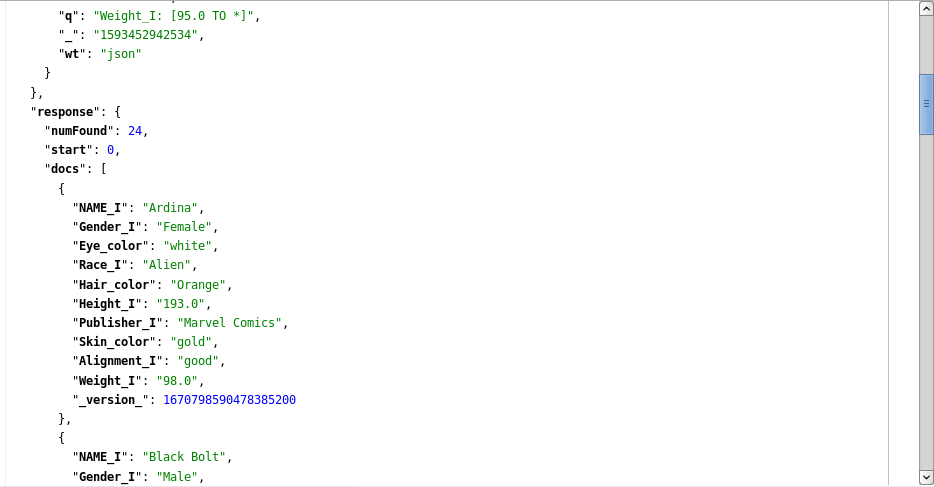 "q": "Weight_I: [95.0 TO *]",
"_": "1593452942534",
"wt": "json"
}
},
"response": {
"numFound": 24,
"start": 0,
"docs": [
{
"NAME_I": "Ardina",
"Gender_I": "Female",
"Eye_color": "white",
"Race_I": "Alien",
"Hair_color": "Orange",
"Height_I": "193.0",
"Publisher_I": "Marvel Comics",
"Skin_color": "gold",
"Alignment_I": "good",
"Weight_I": "98.0",
"_version_": 1670798590478385200
},
{
"NAME_I": "Black Bolt",
"Gender_I": "Male",